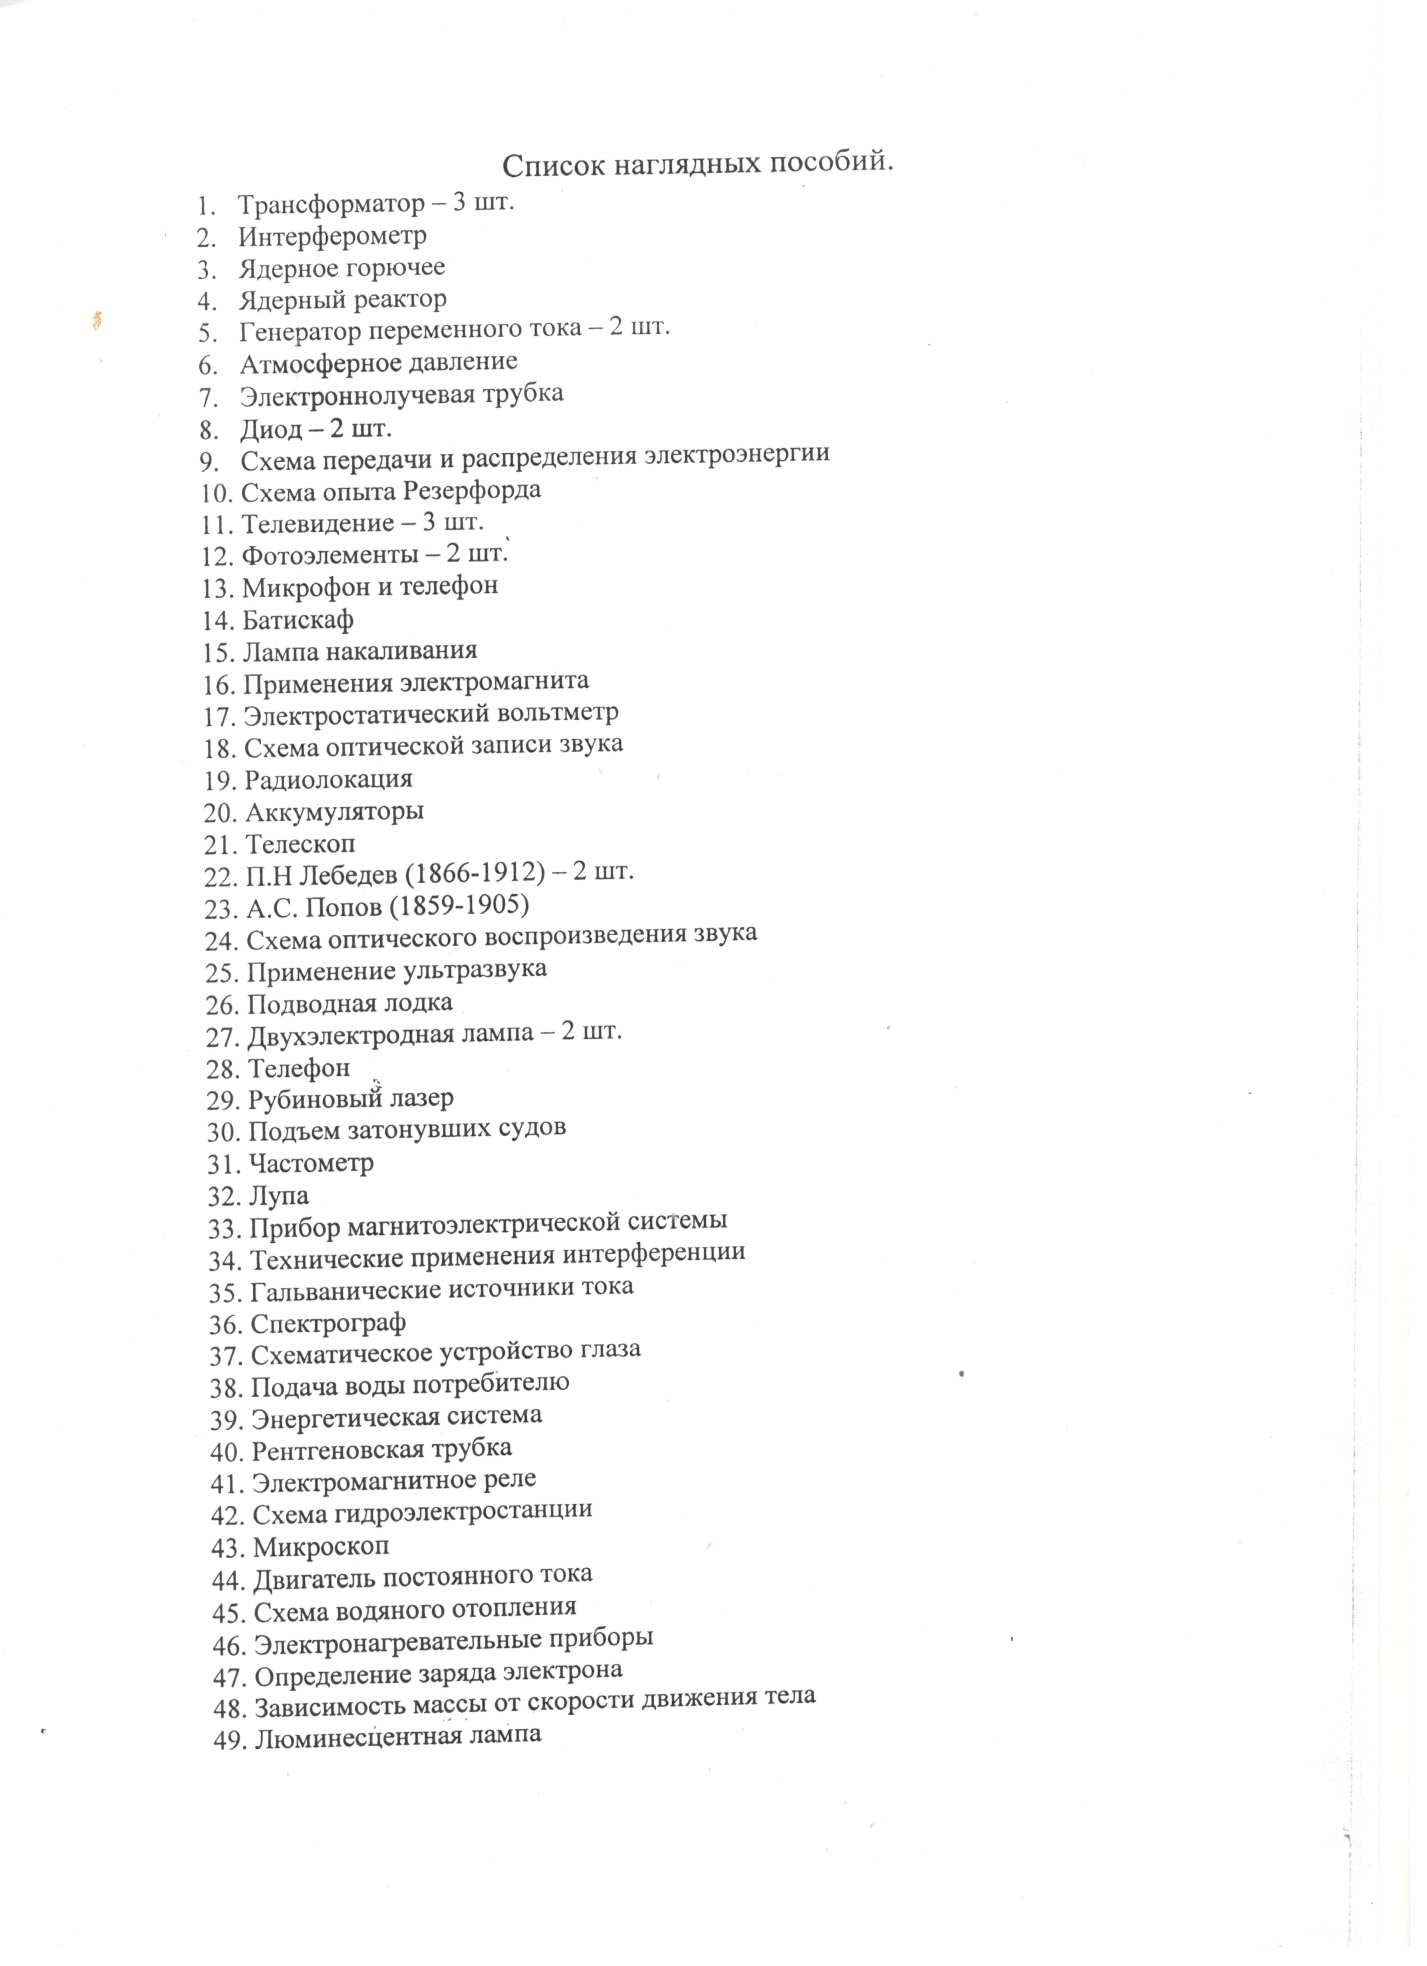 Список наглядных пособий.
1. Трансформатор – 3 шт.
2. Интерферометр
3. Ядерное горючее
4. Ядерный реактор
5. Генератор переменного тока – 2 шт.
6. Атмосферное давление
7. Электроннолучевая трубка
8. Диод – 2 шт.
9. Схема передачи и распределения электроэнергии
10. Схема опыта Резерфорда
11. Телевидение – 3 шт.
12. Фотоэлементы – 2 шт.
13. Микрофон и телефон
14. Батискаф
15. Лампа накаливания
16. Применения электромагнита
17. Электростатический вольтметр
18. Схема оптической записи звука
19. Радиолокация
20. Аккумуляторы
21. Телескоп
22. П.Н Лебедев (1866-1912) – 2 шт.
23. А.С. Попов (1859-1905)
24. Схема оптического воспроизведения звука
25. Применение ультразвука
26. Подводная лодка
27. Двухэлектродная лампа – 2 шт.
28. Телефон
29. Рубиновый лазер
30. Подъем затонувших судов
31. Частометр
32. Лупа
33. Прибор магнитоэлектрической системы
34. Технические применения интерференции
35. Гальванические источники тока
36. Спектрограф
37. Схематическое устройство глаза
38. Подача воды потребителю
39. Энергетическая система
40. Рентгеновская трубка
41. Электромагнитное реле
42. Схема гидроэлектростанции
43. Микроскоп
44. Двигатель постоянного тока
45. Схема водяного отопления
46. Электронагревательные приборы
47. Определение заряда электрона
48. Зависимость массы от скорости движения тела
49. Люминесцентная лампа